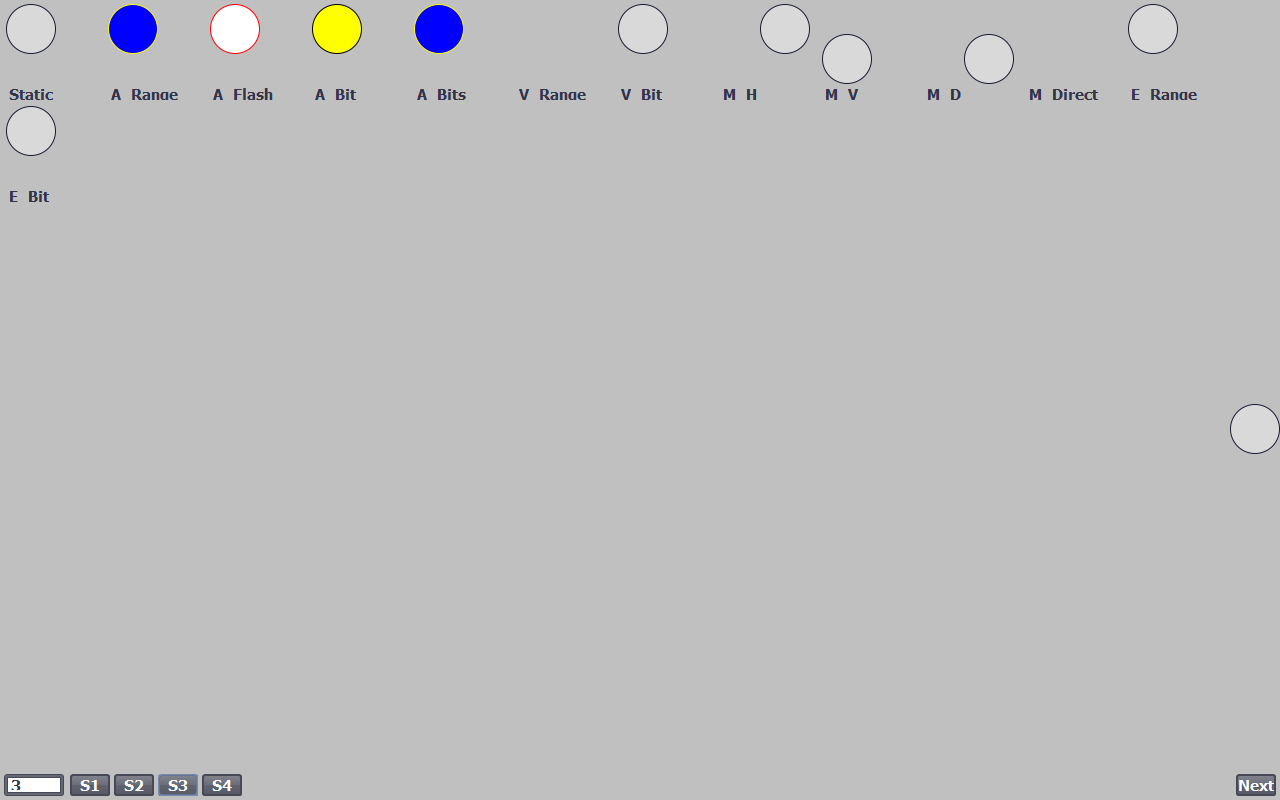 Static A Range A Flash A Bit A Bits V Range V Bit M H M V M D M Direct E Range
E Bit
3 S1 S2 S3 S4 Next